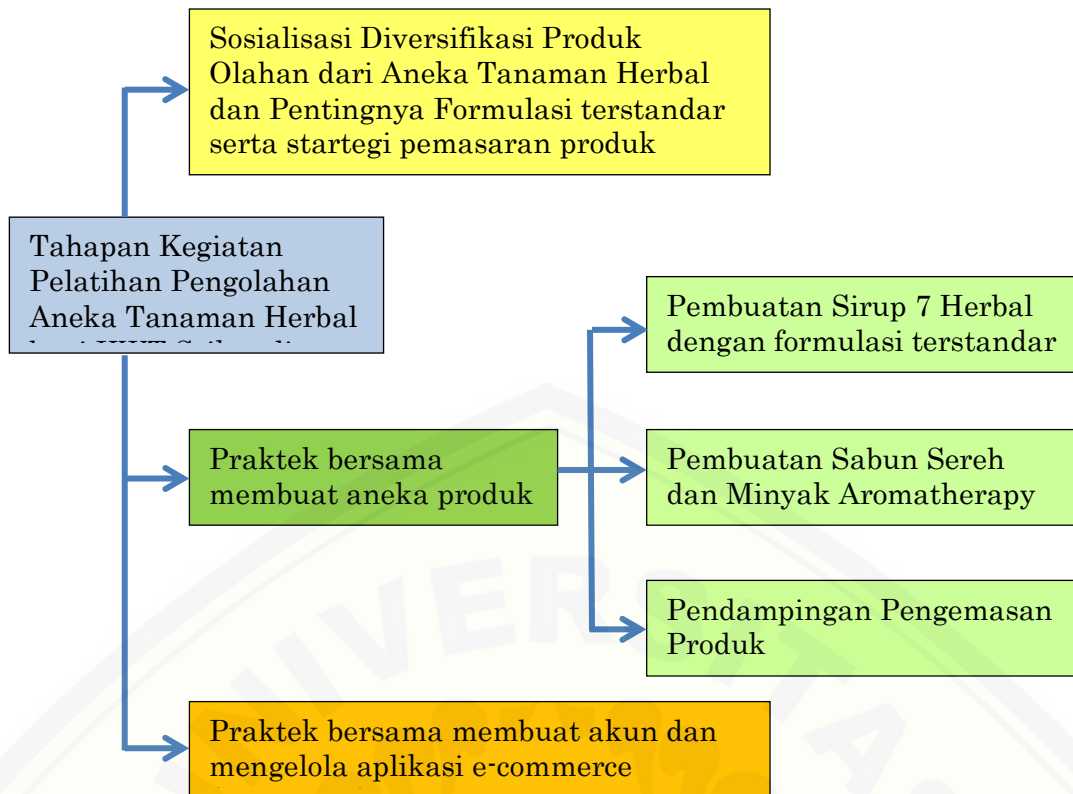 Sosialisasi Diversifikasi Produk
Olahan dari Aneka Tanaman Herbal
dan Pentingnya Formulasi terstandar
serta startegi pemasaran produk
Tahapan Kegiatan
Pelatihan Pengolahan
Aneka Tanaman Herbal
Pembuatan Sirup 7 Herbal
dengan formulasi terstandar
Praktek bersama
membuat aneka produk
Pembuatan Sabun Sereh
dan Minyak Aromatherapy
Pendampingan Pengemasan
Produk
Praktek bersama membuat akun dan
mengelola aplikasi e-commerce
UNIVERSITAS